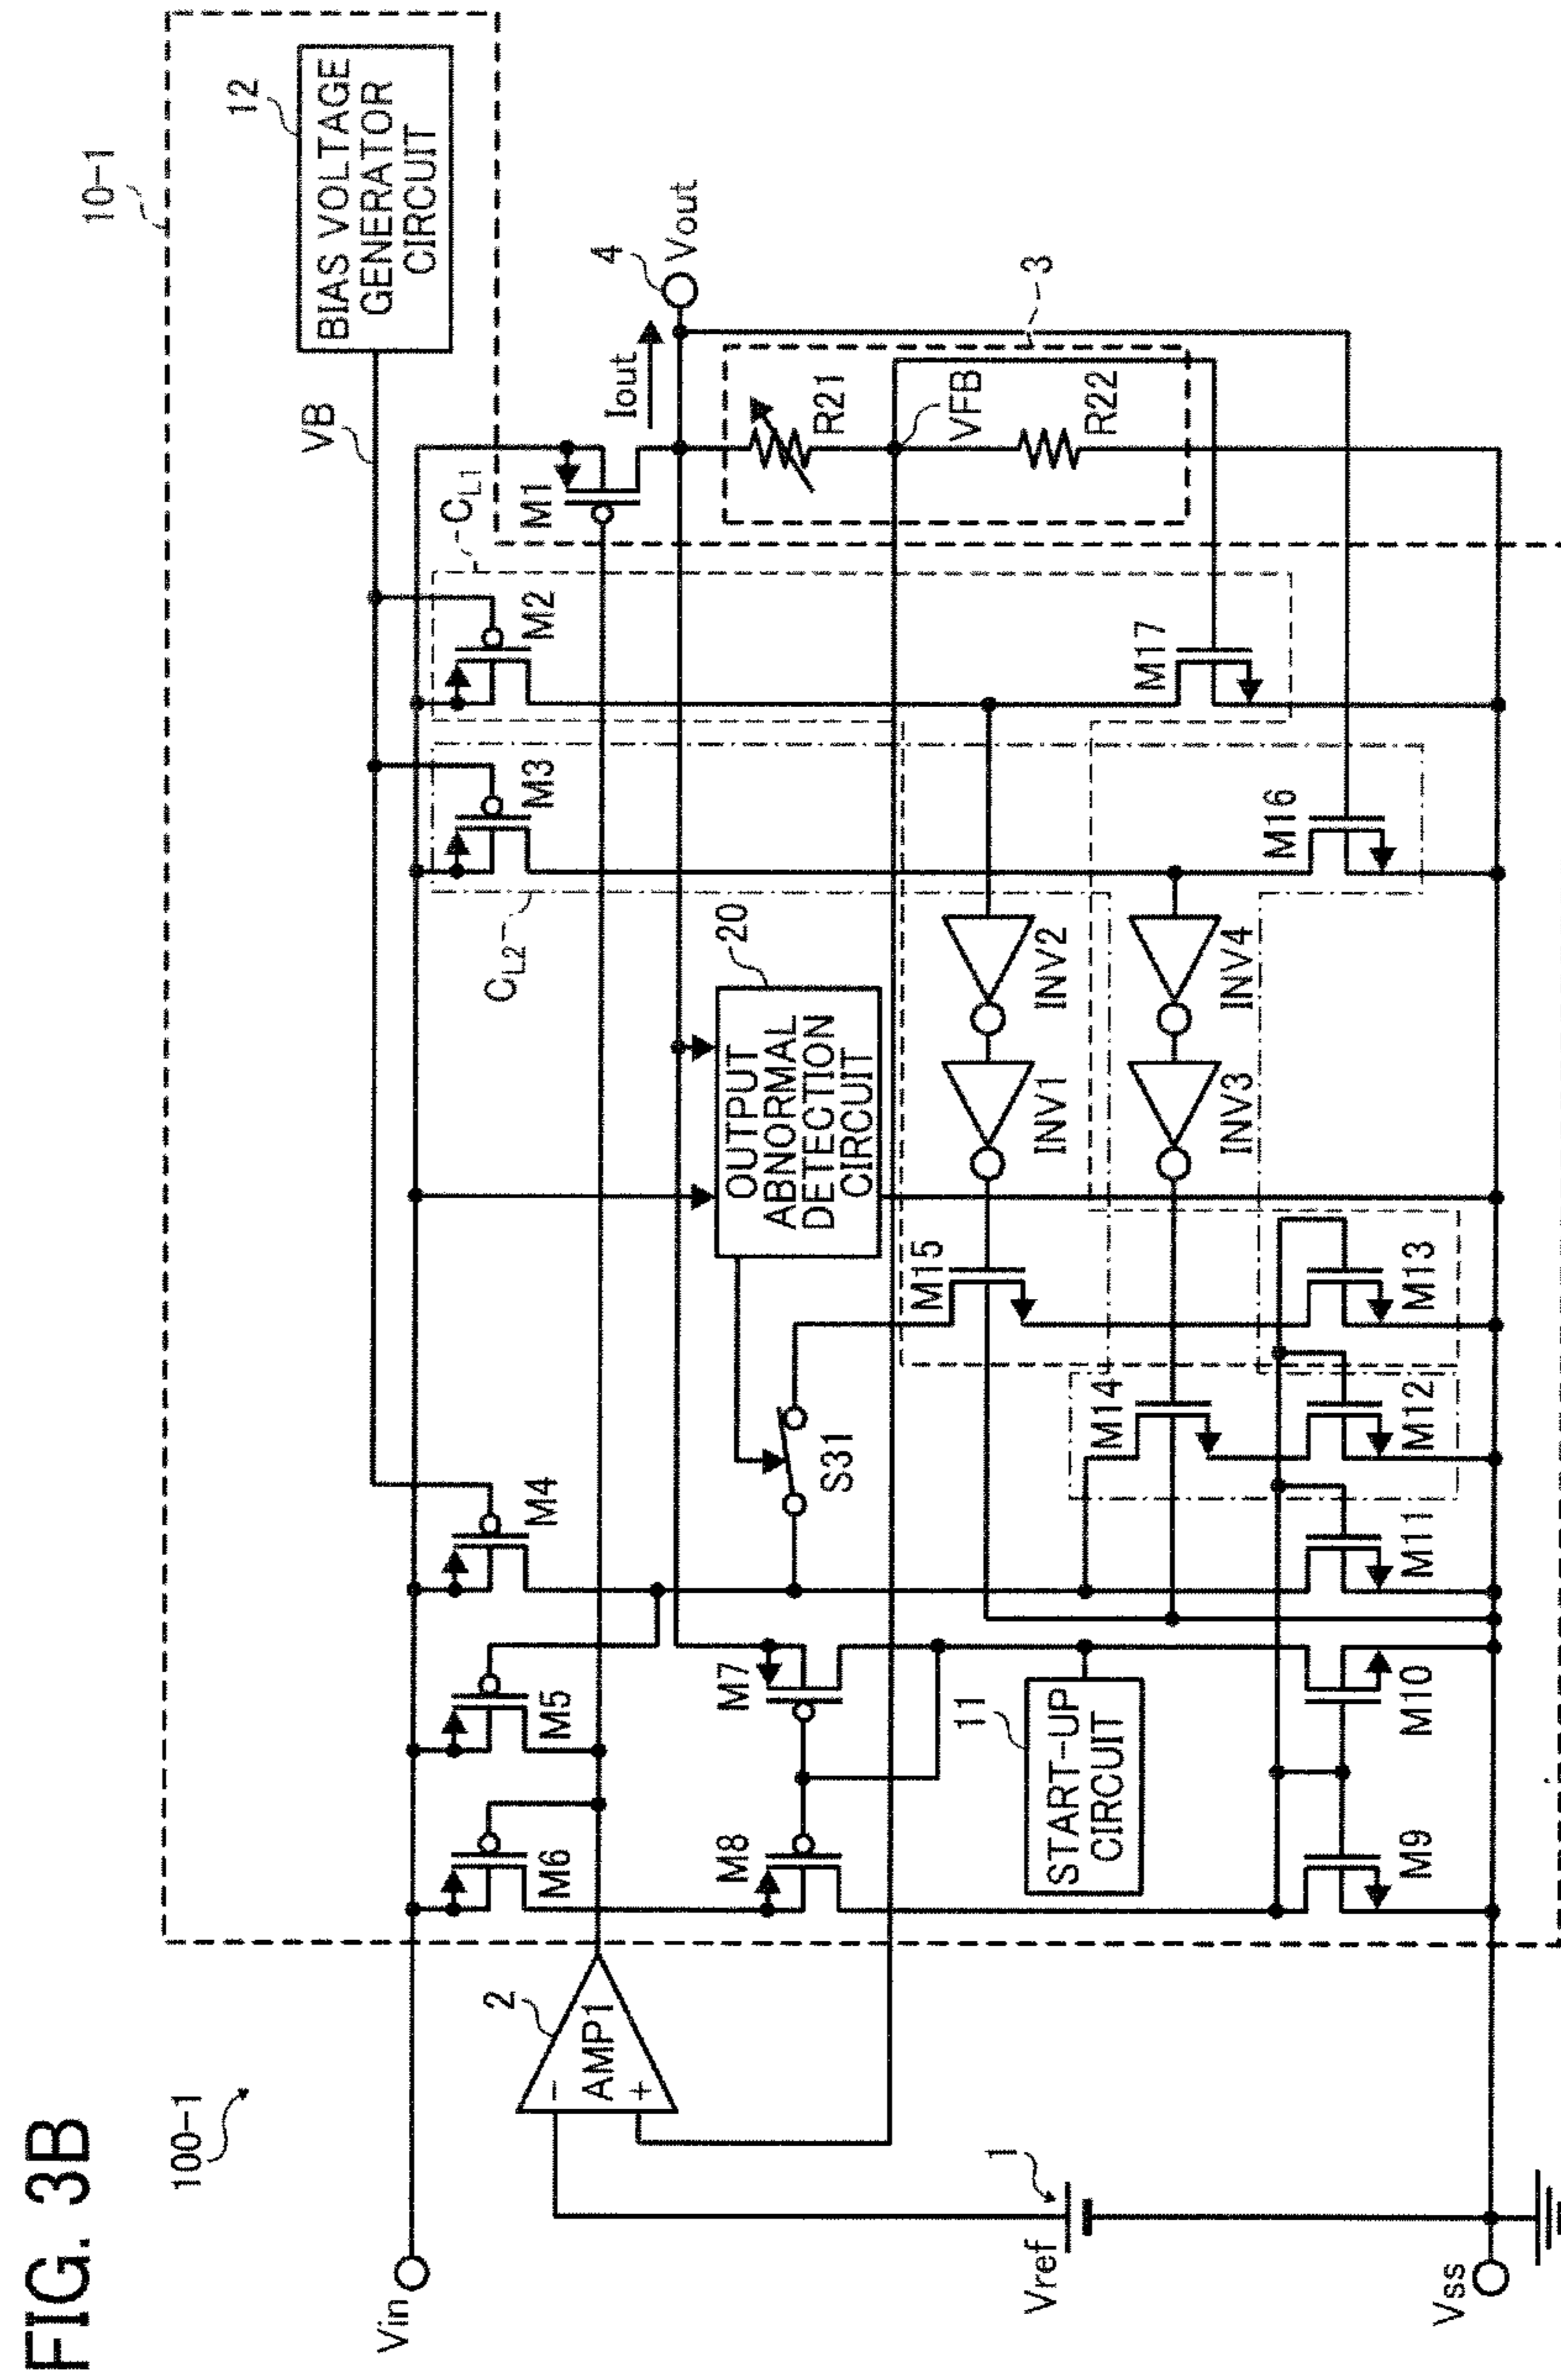 FIG. 3B
100-1
10-1
12
BIAS VOLTAGE
GENERATOR
CIRCUIT
VB
Vin
CL1
CL2
M6
M5
M4
M3
M2
M1
Iout
4
Vout
2
AMP1
-
+
M8
M7
S31
20
OUTPUT
ABNORMAL
DETECTION
CIRCUIT
3
R21
VFB
R22
M15
INV1
INV2
M17
11
START-UP
CIRCUIT
M14
INV3
INV4
M16
1
Vref
M9
M10
M11
M12
M13
Vss